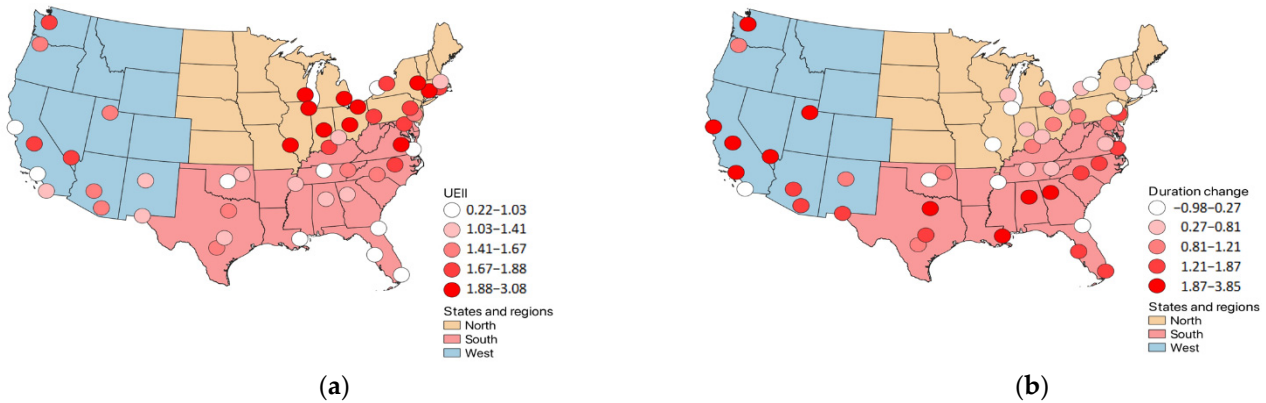 UEII
0.22–1.03
1.03–1.41
1.41–1.67
1.67–1.88
1.88–3.08
States and regions
North
South
West
(a)
Duration change
−0.98–0.27
0.27–0.81
0.81–1.21
1.21–1.87
1.87–3.85
States and regions
North
South
West
(b)